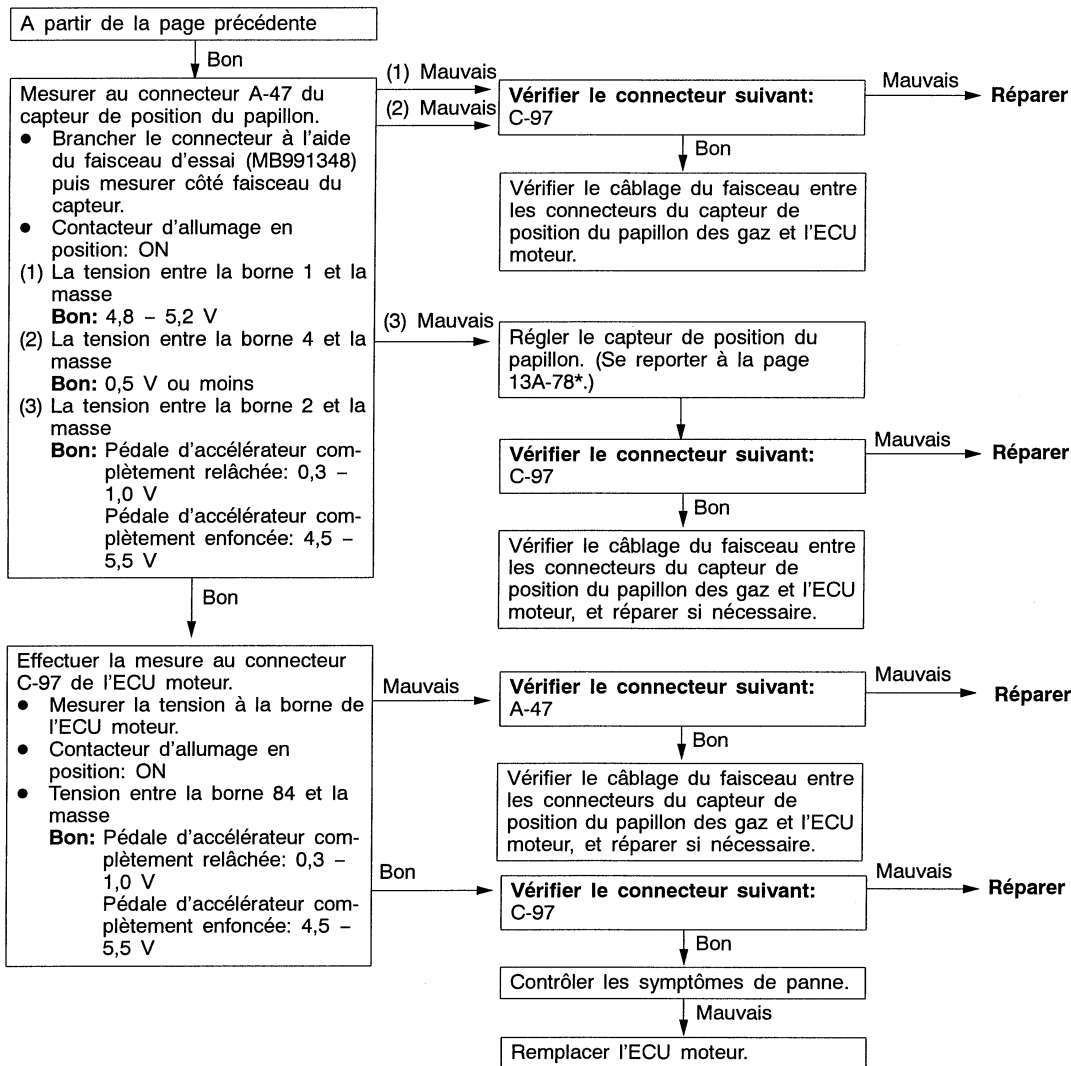 A partir de la page précédente
Bon
Mesurer au connecteur A-47 du
capteur de position du papillon.
● Brancher le connecteur à l'aide
du faisceau d'essai (MB991348)
puis mesurer côté faisceau du
capteur.
● Contacteur d'allumage en
position: ON
(1) La tension entre la borne 1 et la
masse
Bon: 4,8 – 5,2 V
(2) La tension entre la borne 4 et la
masse
Bon: 0,5 V ou moins
(3) La tension entre la borne 2 et la
masse
Bon: Pédale d'accélérateur com-
plètement relâchée: 0,3 –
1,0 V
Pédale d'accélérateur com-
plètement enfoncée: 4,5 –
5,5 V
(1) Mauvais
(2) Mauvais
Vérifier le connecteur suivant:
C-97
Mauvais
Réparer
Bon
Vérifier le câblage du faisceau entre
les connecteurs du capteur de
position du papillon des gaz et l'ECU
moteur.
(3) Mauvais
Régler le capteur de position du
papillon. (Se reporter à la page
13A-78*.)
Vérifier le connecteur suivant:
C-97
Mauvais
Réparer
Bon
Vérifier le câblage du faisceau entre
les connecteurs du capteur de
position du papillon des gaz et l'ECU
moteur, et réparer si nécessaire.
Bon
Effectuer la mesure au connecteur
C-97 de l'ECU moteur.
● Mesurer la tension à la borne de
l'ECU moteur.
● Contacteur d'allumage en
position: ON
● Tension entre la borne 84 et la
masse
Bon: Pédale d'accélérateur com-
plètement relâchée: 0,3 –
1,0 V
Pédale d'accélérateur com-
plètement enfoncée: 4,5 –
5,5 V
Mauvais
Vérifier le connecteur suivant:
A-47
Mauvais
Réparer
Bon
Vérifier le câblage du faisceau entre
les connecteurs du capteur de
position du papillon des gaz et l'ECU
moteur, et réparer si nécessaire.
Bon
Vérifier le connecteur suivant:
C-97
Mauvais
Réparer
Bon
Contrôler les symptômes de panne.
Mauvais
Remplacer l'ECU moteur.